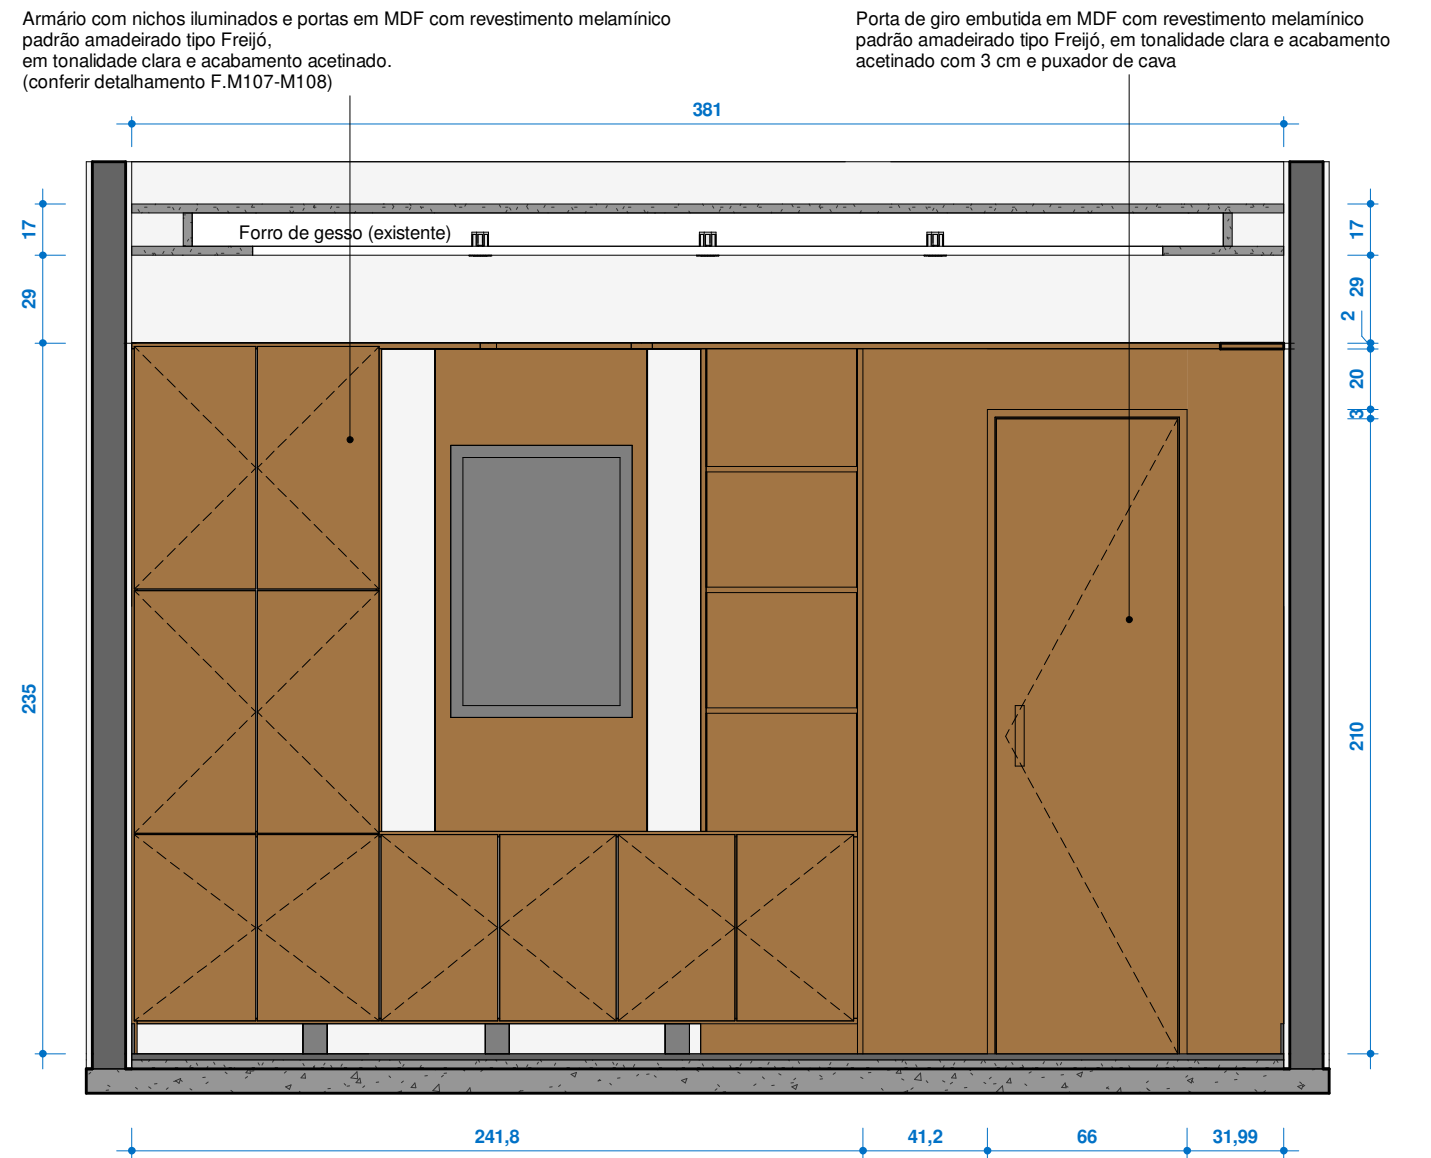 Armário com nichos iluminados e portas em MDF com revestimento melamínico
padrão amadeirado tipo Freijó,
em tonalidade clara e acabamento acetinado.
(conferir detalhamento F.M107-M108)
Porta de giro embutida em MDF com revestimento melamínico
padrão amadeirado tipo Freijó, em tonalidade clara e acabamento
acetinado com 3 cm e puxador de cava
381
17
Forro de gesso (existente)
17
29
29
2
20
3
235
210
241,8
41,2
66
31,99